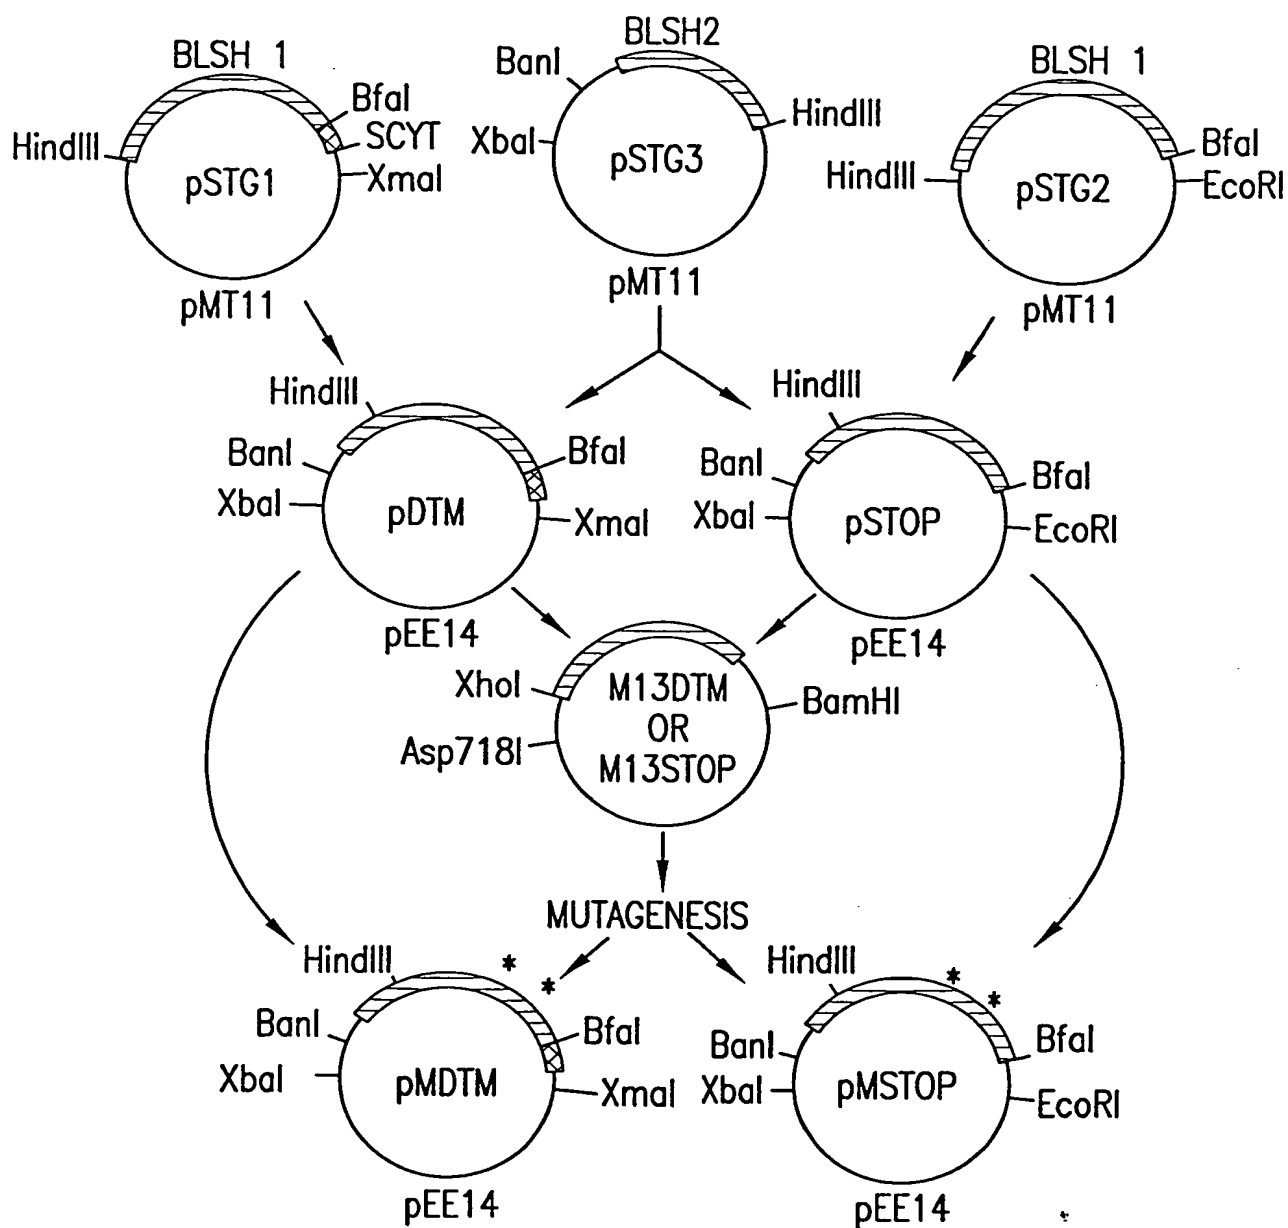 BLSH 1
BfaI
SCYT
HindIII
XmaI
pSTG1
pMT11
BLSH2
BanI
HindIII
XbaI
pSTG3
pMT11
BLSH 1
BfaI
HindIII
EcoRI
pSTG2
pMT11
HindIII
BanI
BfaI
XbaI
XmaI
pDTM
pEE14
HindIII
BanI
BfaI
XbaI
EcoRI
pSTOP
pEE14
XhoI
M13DTM
OR
M13STOP
BamHI
Asp718I
MUTAGENESIS
HindIII
* *
BanI
BfaI
XbaI
XmaI
pMDTM
pEE14
HindIII
* *
BanI
BfaI
XbaI
EcoRI
pMSTOP
pEE14